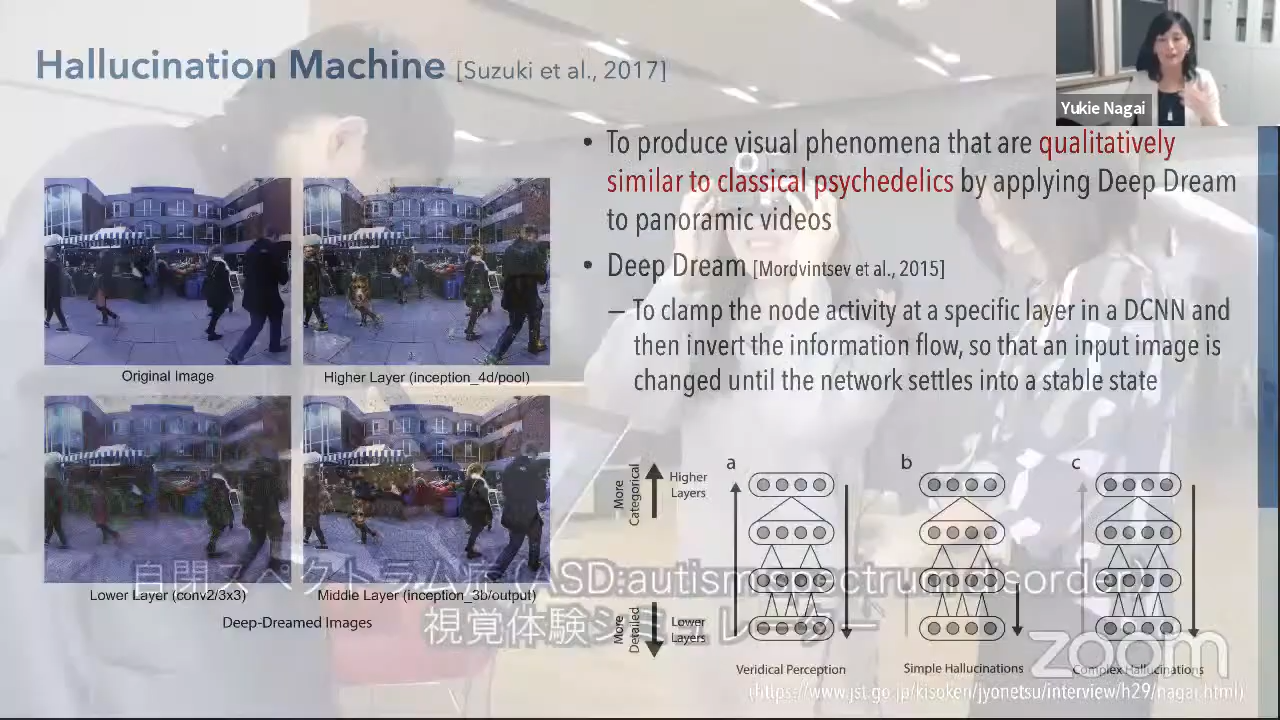 Hallucination Machine [Suzuki et al., 2017]
Yukie Nagai
• To produce visual phenomena that are qualitatively
similar to classical psychedelics by applying Deep Dream
to panoramic videos
• Deep Dream [Mordvintsev et al., 2015]
– To clamp the node activity at a specific layer in a DCNN and
then invert the information flow, so that an input image is
changed until the network settles into a stable state
Original Image
Higher Layer (inception_4d/pool)
Lower Layer (conv2/3x3)
Middle Layer (inception_3b/output)
Deep-Dreamed Images
More
Categorical
Higher
Layers
More
Detailed
Lower
Layers
a
b
c
Veridical Perception
Simple Hallucinations
Complex Hallucinations
自閉スペクトラム症 (ASD:autism spectrum disorder)
視覚体験シミュレーター
(https://www.jst.go.jp/kisoken/jyonetsu/interview/h29/nagai.html)
zoom